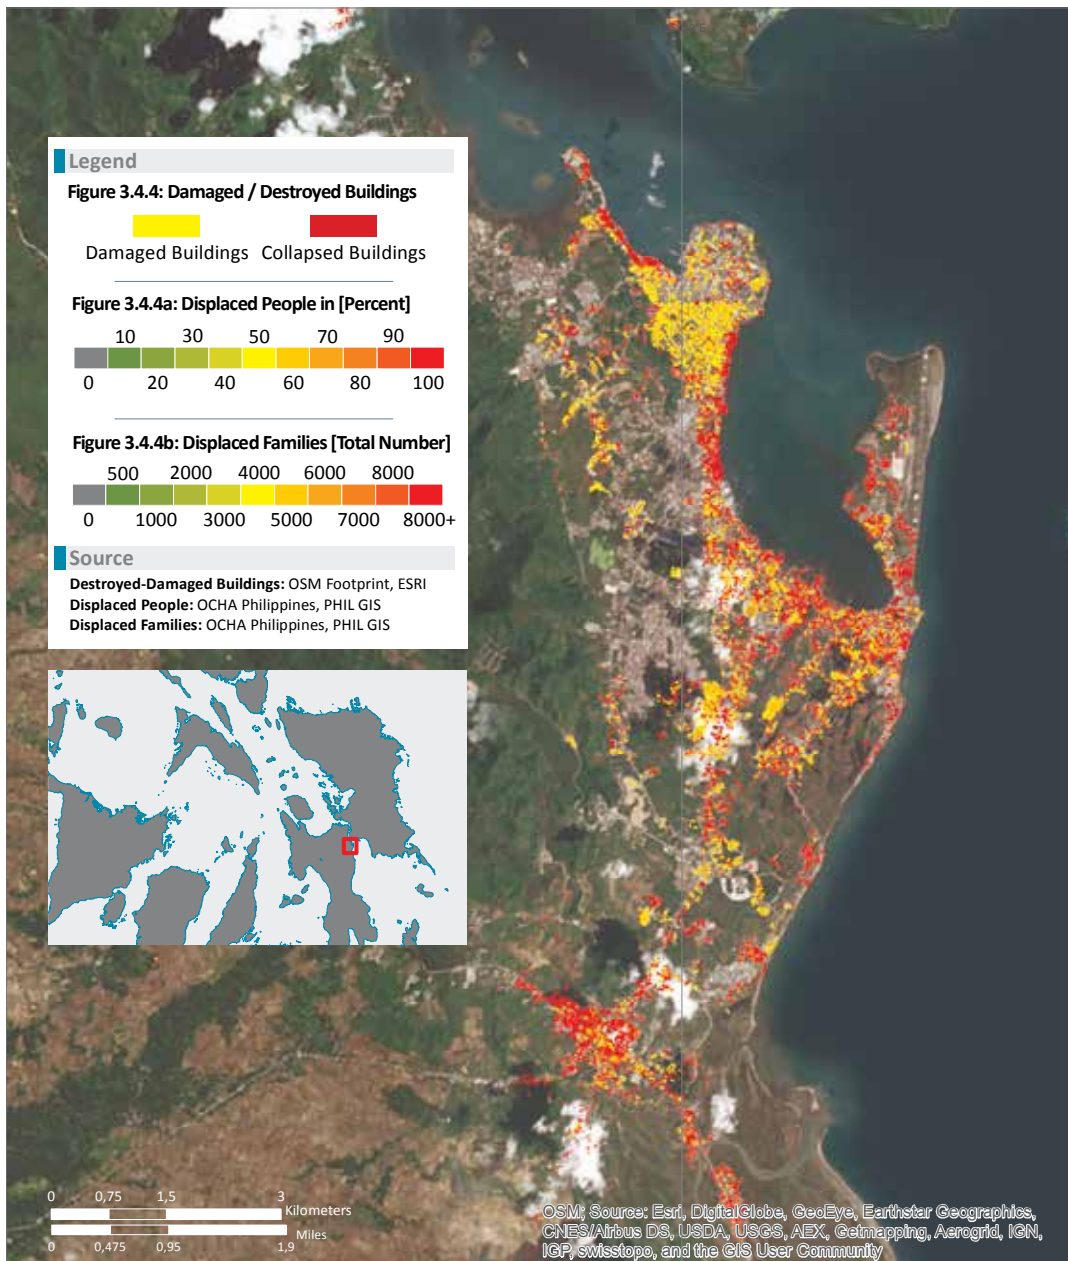 Legend
Figure 3.4.4: Damaged / Destroyed Buildings
Damaged Buildings Collapsed Buildings
Figure 3.4.4a: Displaced People in [Percent]
10 30 50 70 90
0 20 40 60 80 100
Figure 3.4.4b: Displaced Families [Total Number]
500 2000 4000 6000 8000
0 1000 3000 5000 7000 8000+
Source
Destroyed-Damaged Buildings: OSM Footprint, ESRI
Displaced People: OCHA Philippines, PHIL GIS
Displaced Families: OCHA Philippines, PHIL GIS
0 0,75 1,5 3
Kilometers
Miles
0 0,475 0,95 1,9
OSM; Source: Esri, DigitalGlobe, GeoEye, Earthstar Geographics,
CNES/Airbus DS, USDA, USGS, AEX, Getmapping, Aerogrid, IGN,
IGP, swisstopo, and the GIS User Community